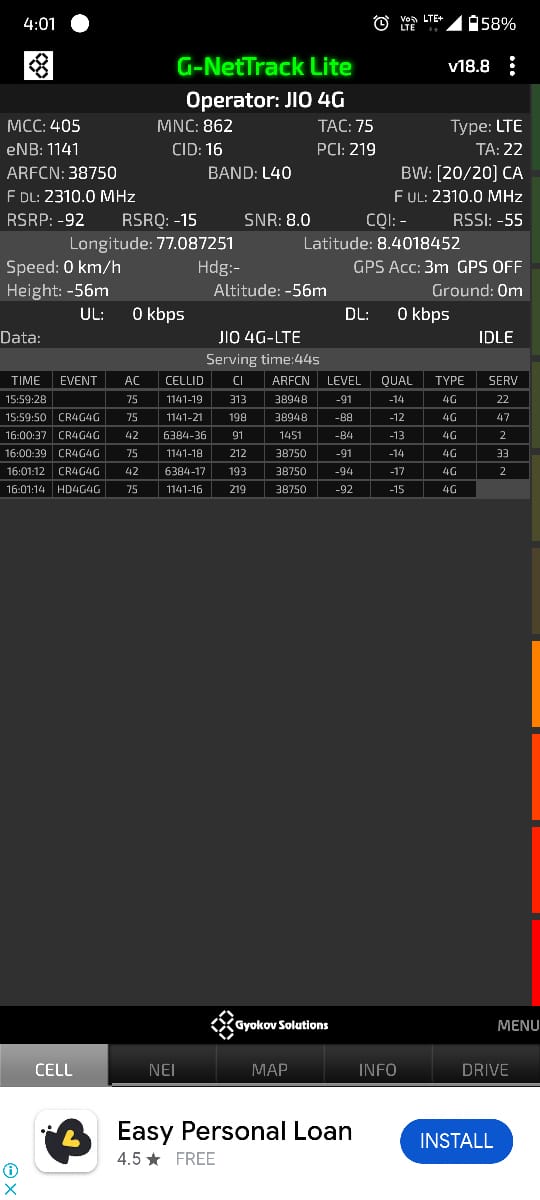 4:01 Vo LTE LTE+ 58%
G-NetTrack Lite v18.8
Operator: JIO 4G
MCC: 405 MNC: 862 TAC: 75 Type: LTE
eNB: 1141 CID: 16 PCI: 219 TA: 22
ARFCN: 38750 BAND: L40 BW: [20/20] CA
F DL: 2310.0 MHz F UL: 2310.0 MHz
RSRP: -92 RSRQ: -15 SNR: 8.0 CQI: - RSSI: -55
Longitude: 77.087251 Latitude: 8.4018452
Speed: 0 km/h Hdg:- GPS Acc: 3m GPS OFF
Height: -56m Altitude: -56m Ground: 0m
UL: 0 kbps DL: 0 kbps
Data: JIO 4G-LTE IDLE
Serving time:44s
TIME EVENT AC CELLID CI ARFCN LEVEL QUAL TYPE SERV
15:59:28 75 1141-19 313 38948 -91 -14 4G 22
15:59:50 CR4G4G 75 1141-21 198 38948 -88 -12 4G 47
16:00:37 CR4G4G 42 6384-36 91 1451 -84 -13 4G 2
16:00:39 CR4G4G 75 1141-18 212 38750 -91 -14 4G 33
16:01:12 CR4G4G 42 6384-17 193 38750 -94 -17 4G 2
16:01:14 HD4G4G 75 1141-16 219 38750 -92 -15 4G
Gyokov Solutions MENU
CELL NEI MAP INFO DRIVE
Easy Personal Loan
4.5 ★ FREE
INSTALL